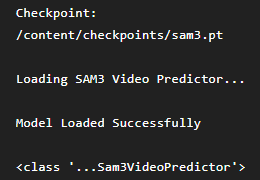 Checkpoint:
/content/checkpoints/sam3.pt
Loading SAM3 Video Predictor...
Model Loaded Successfully
<class '...Sam3VideoPredictor'>